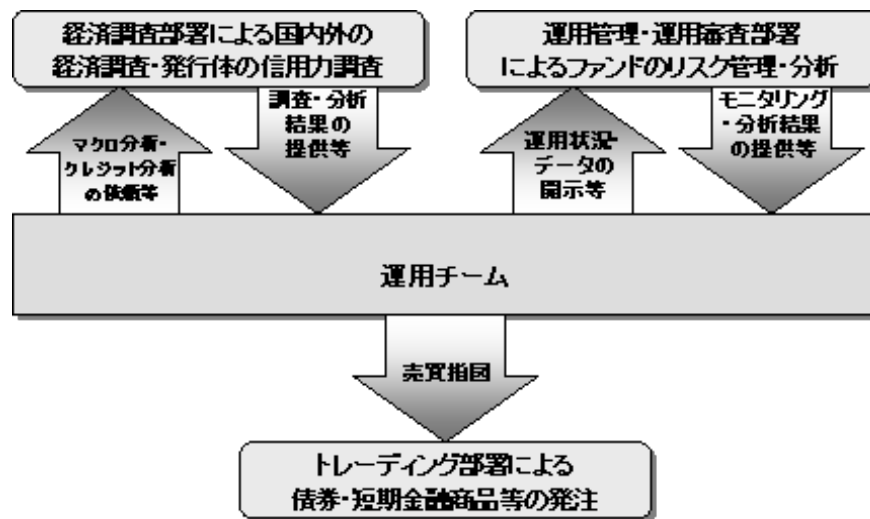 経済調査部署による国内外の
経済調査・発行体の信用力調査
運用管理・運用審査部署
によるファンドのリスク管理・分析
マクロ分析・
クレジット分析
の依頼等
調査・分析
結果の
提供等
運用状況・
データの
開示等
モニタリング
・分析結果
の提供等
運用チーム
売買指図
トレーディング部署による
債券・短期金融商品等の発注